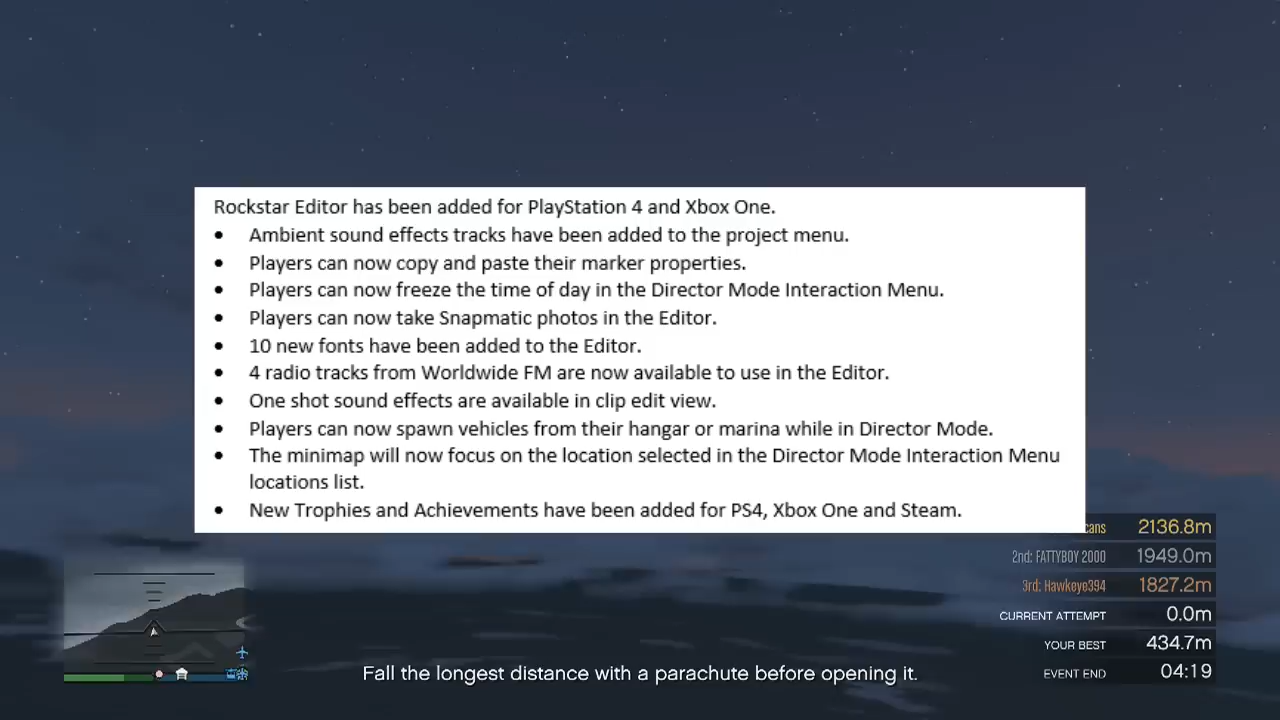 Rockstar Editor has been added for PlayStation 4 and Xbox One.
• Ambient sound effects tracks have been added to the project menu.
• Players can now copy and paste their marker properties.
• Players can now freeze the time of day in the Director Mode Interaction Menu.
• Players can now take Snapmatic photos in the Editor.
• 10 new fonts have been added to the Editor.
• 4 radio tracks from Worldwide FM are now available to use in the Editor.
• One shot sound effects are available in clip edit view.
• Players can now spawn vehicles from their hangar or marina while in Director Mode.
• The minimap will now focus on the location selected in the Director Mode Interaction Menu
locations list.
• New Trophies and Achievements have been added for PS4, Xbox One and Steam.
cans 2136.8m
2nd: FATTYBOY 2000 1949.0m
3rd: Hawkeye394 1827.2m
CURRENT ATTEMPT 0.0m
YOUR BEST 434.7m
EVENT END 04:19
Fall the longest distance with a parachute before opening it.